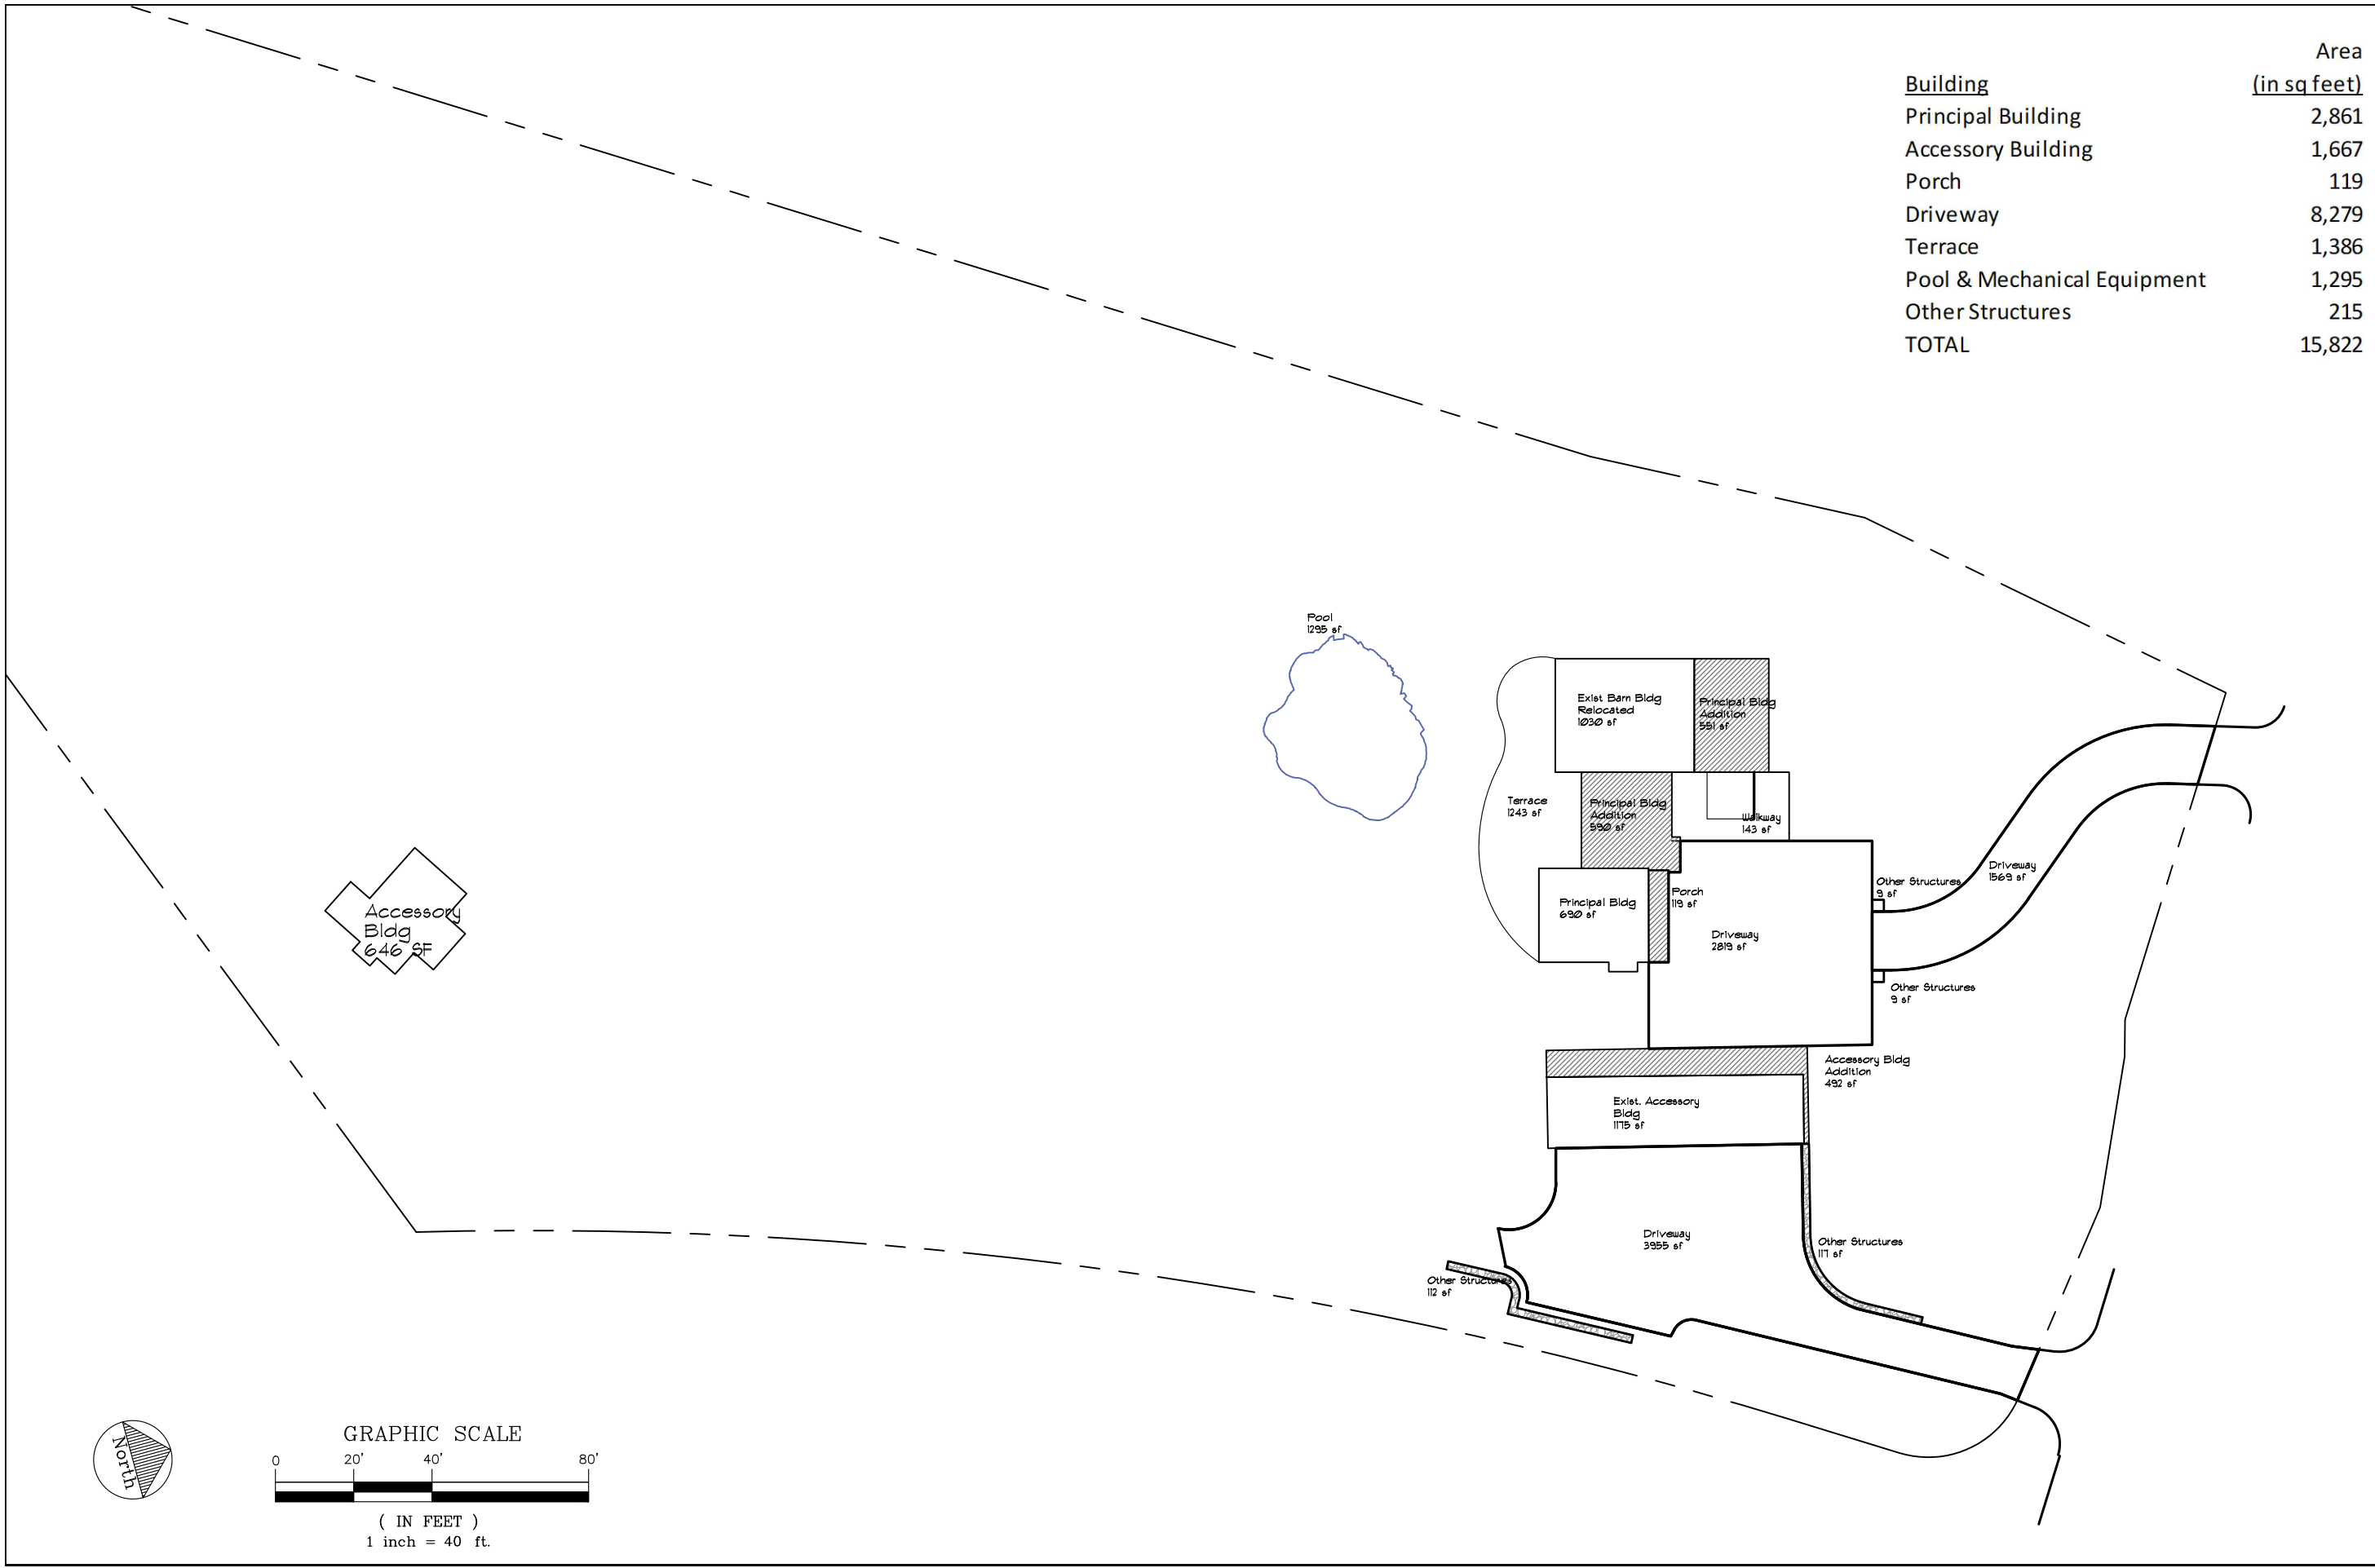 Area
Building (in sq feet)
Principal Building 2,861
Accessory Building 1,667
Porch 119
Driveway 8,279
Terrace 1,386
Pool & Mechanical Equipment 1,295
Other Structures 215
TOTAL 15,822
Pool
1295 sf
Exist Barn Bldg
Relocated
1030 sf
Principal Bldg
Addition
551 sf
Terrace
1243 sf
Principal Bldg
Addition
590 sf
Walkway
143 sf
Principal Bldg
690 sf
Porch
119 sf
Driveway
2819 sf
Other Structures
9 sf
Driveway
1569 sf
Other Structures
9 sf
Accessory
Bldg
646 SF
Accessory Bldg
Addition
492 sf
Exist. Accessory
Bldg
1175 sf
Driveway
3955 sf
Other Structures
117 sf
Other Structures
112 sf
North
GRAPHIC SCALE
0 20' 40' 80'
( IN FEET )
1 inch = 40 ft.